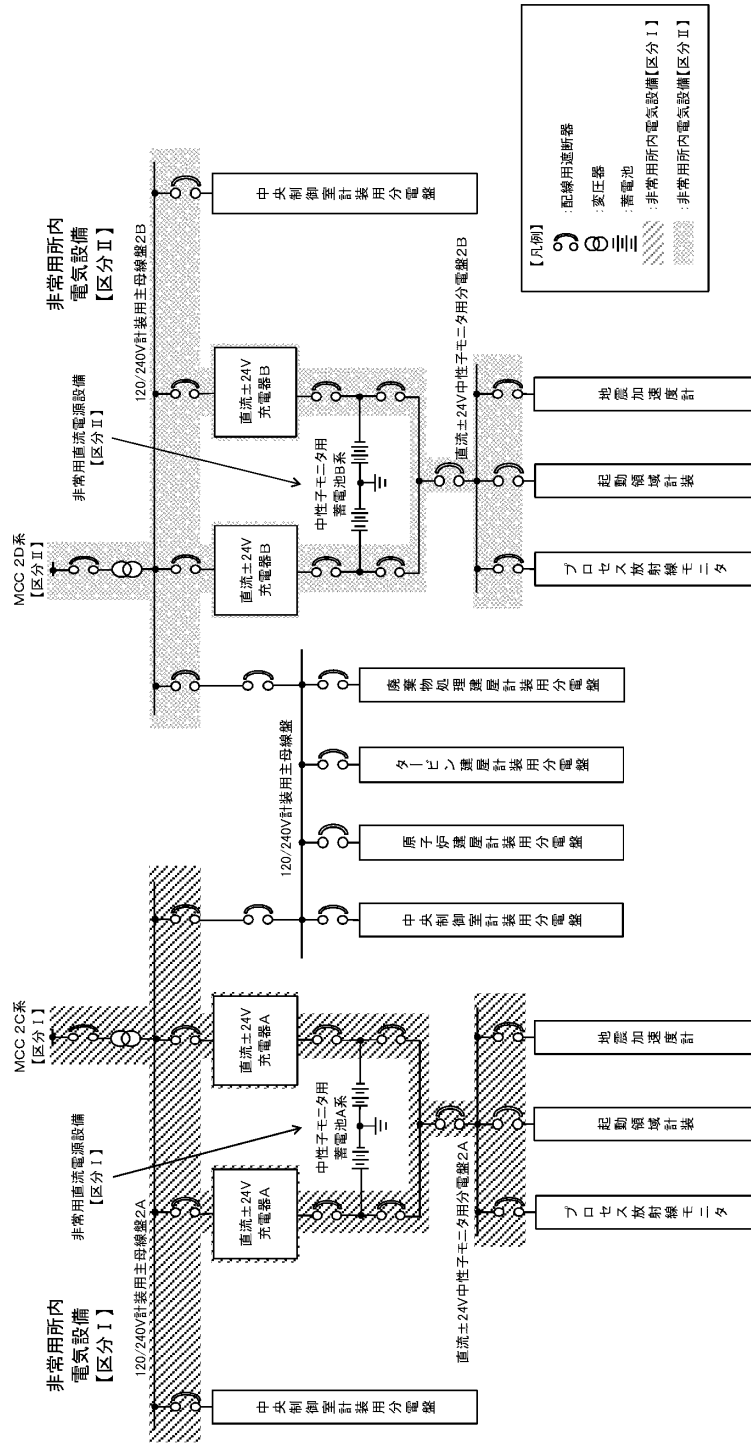 非常用所内
電気設備
【区分Ⅰ】
非常用直流電源設備
【区分Ⅰ】
MCC 2C系
【区分Ⅰ】
120/240V計装用主母線盤2A
中央制御室計装用分電盤
直流±24V
充電器A
直流±24V
充電器A
中性子モニタ用
蓄電池A系
直流±24V中性子モニタ用分電盤2A
プロセス放射線モニタ
起動領域計装
地震加速度計
120/240V計装用主母線盤
中央制御室計装用分電盤
原子炉建屋計装用分電盤
タービン建屋計装用分電盤
廃棄物処理建屋計装用分電盤
MCC 2D系
【区分Ⅱ】
非常用直流電源設備
【区分Ⅱ】
非常用所内
電気設備
【区分Ⅱ】
120/240V計装用主母線盤2B
直流±24V
充電器B
直流±24V
充電器B
中性子モニタ用
蓄電池B系
中央制御室計装用分電盤
直流±24V中性子モニタ用分電盤2B
プロセス放射線モニタ
起動領域計装
地震加速度計
【凡例】
:配線用遮断器
:変圧器
:蓄電池
:非常用所内電気設備【区分Ⅰ】
:非常用所内電気設備【区分Ⅱ】